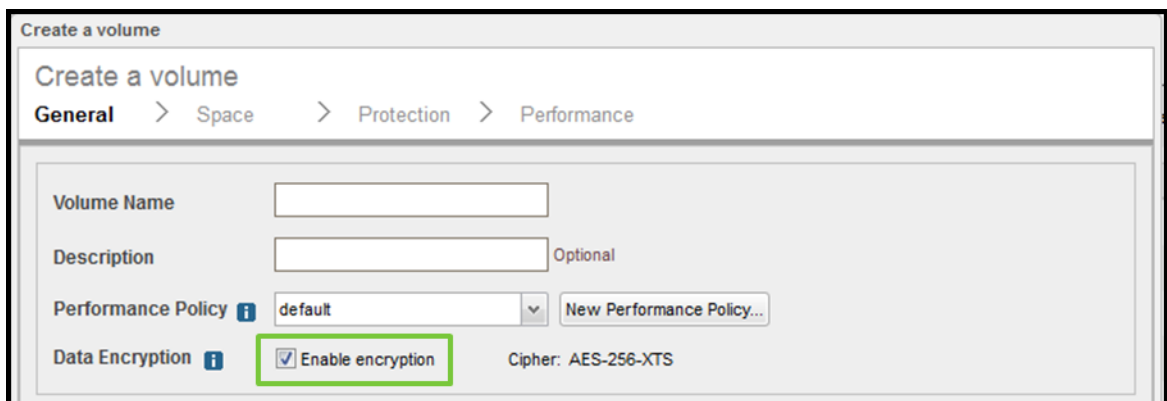 Create a volume
Create a volume
General > Space > Protection > Performance
Volume Name
Description Optional
Performance Policy i default New Performance Policy...
Data Encryption i Enable encryption Cipher: AES-256-XTS